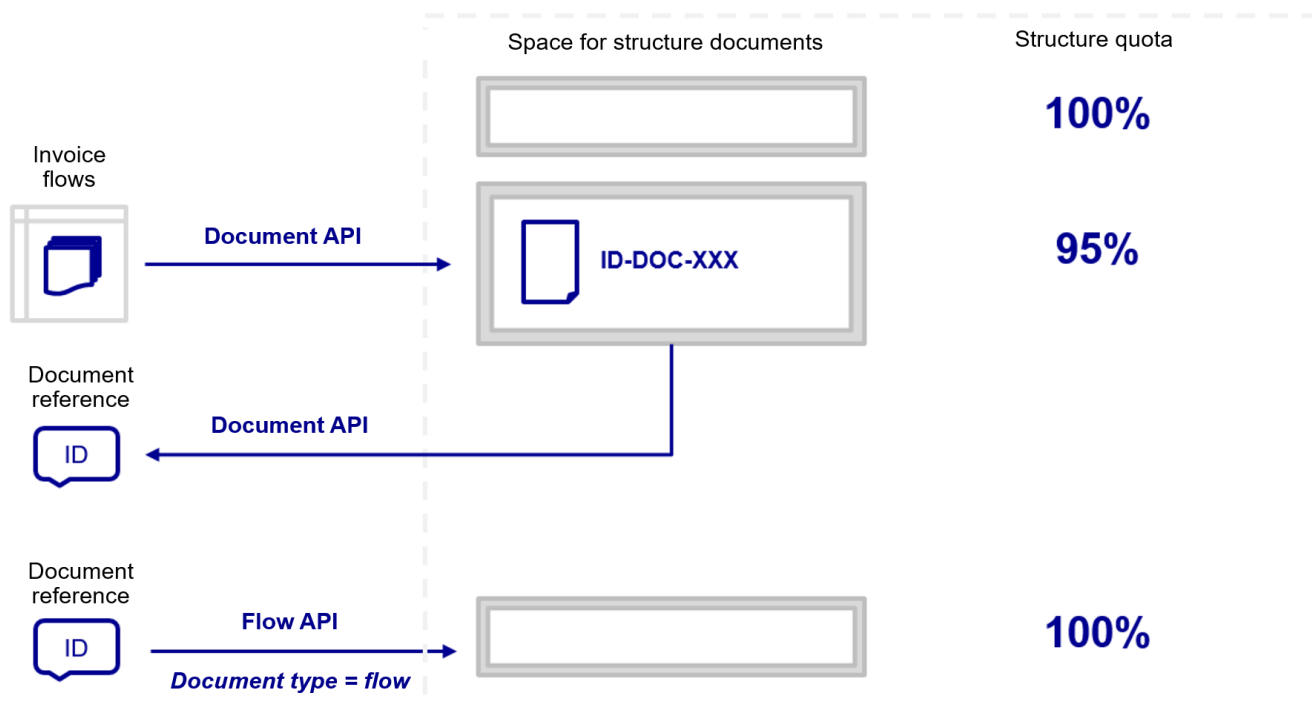 Space for structure documents
Structure quota
100%
Invoice
flows
Document API
ID-DOC-XXX
95%
Document
reference
ID
Document API
Document
reference
ID
Flow API
Document type = flow
100%